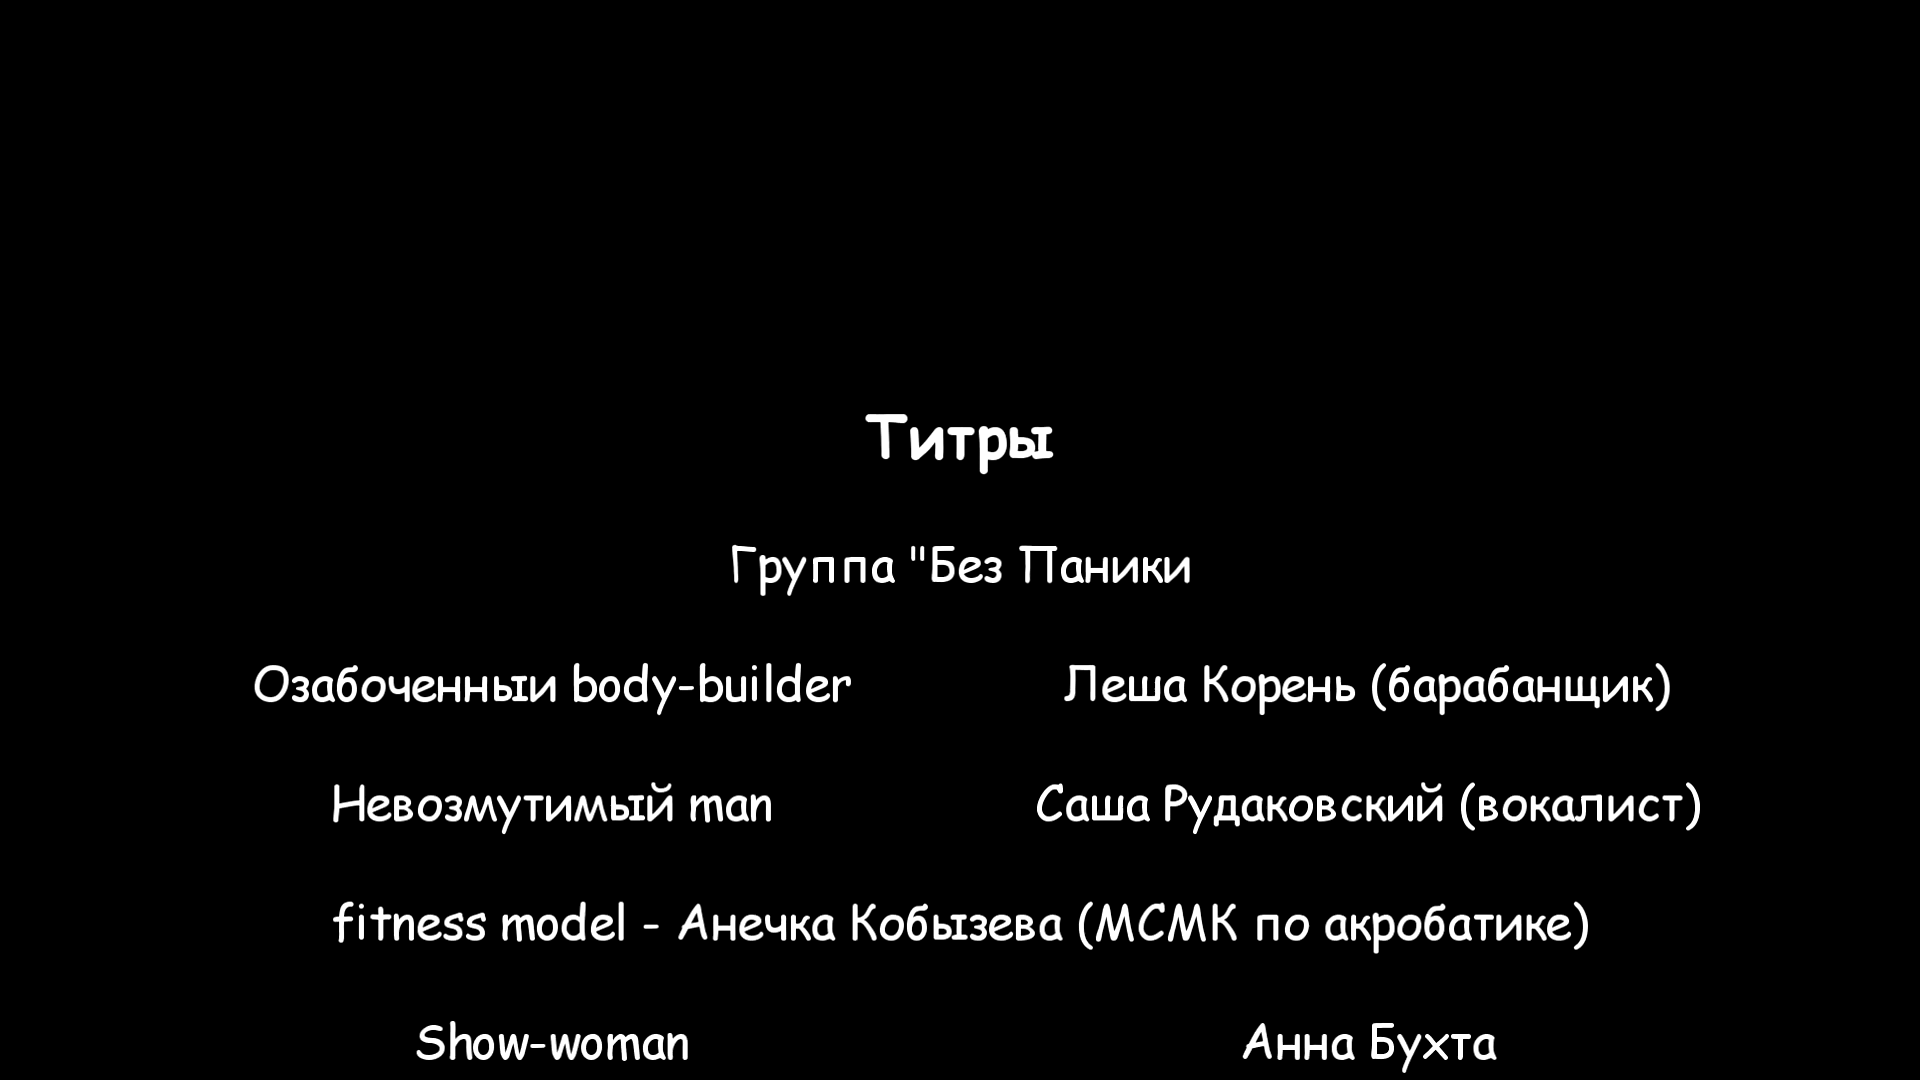 Титры
Группа "Без Паники
Озабоченныи body-builder Леша Корень (барабанщик)
Невозмутимый man Саша Рудаковский (вокалист)
fitness model - Анечка Кобызева (МСМК по акробатике)
Show-woman Анна Бухта